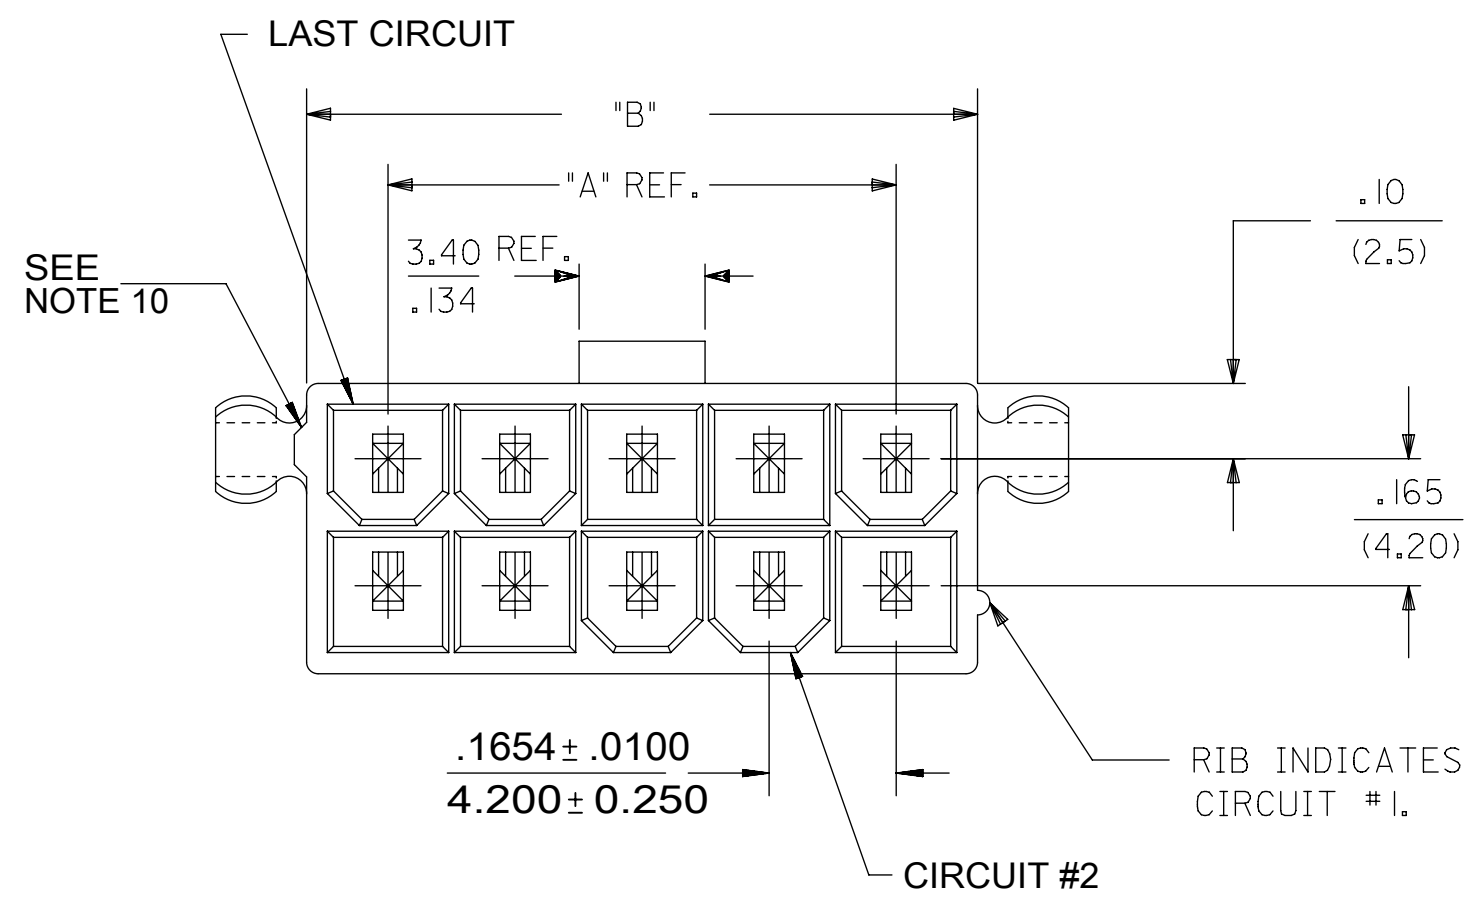 LAST CIRCUIT
"B"
"A" REF.
.10
(2.5)
3.40 REF.
.134
SEE
NOTE 10
.165
(4.20)
.1654± .0100
4.200± 0.250
RIB INDICATES
CIRCUIT #1.
CIRCUIT #2